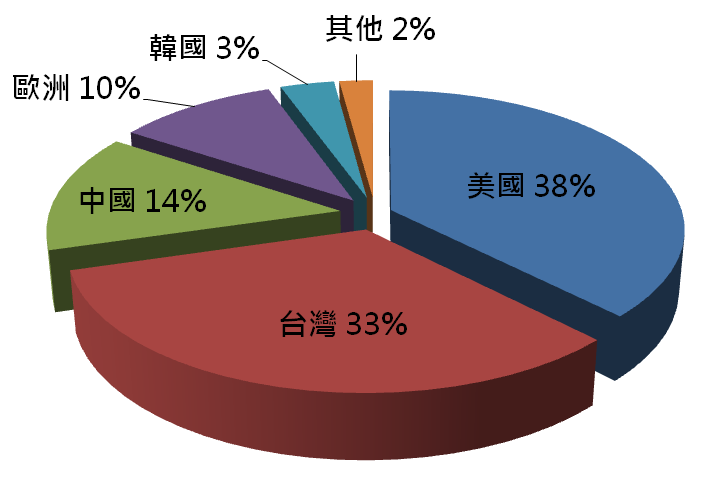 其他 2%
韓國 3%
歐洲 10%
美國 38%
中國 14%
台灣 33%